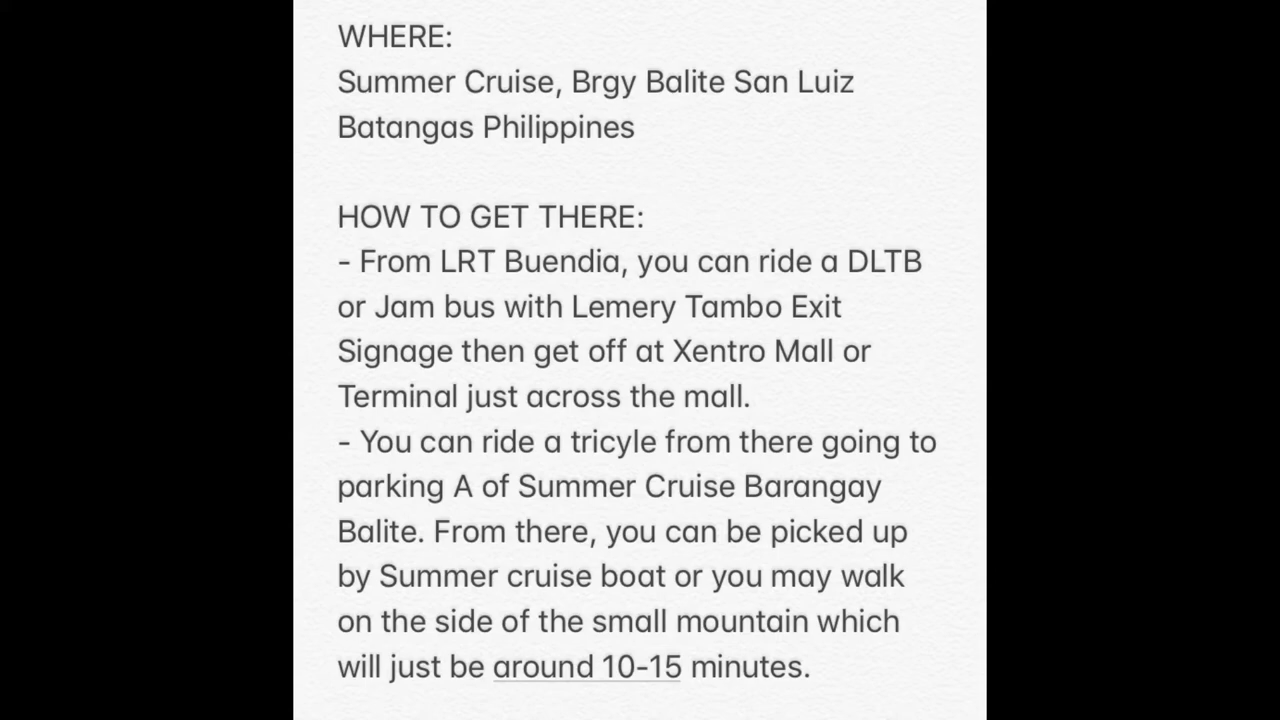 WHERE:
Summer Cruise, Brgy Balite San Luiz
Batangas Philippines
HOW TO GET THERE:
- From LRT Buendia, you can ride a DLTB
or Jam bus with Lemery Tambo Exit
Signage then get off at Xentro Mall or
Terminal just across the mall.
- You can ride a tricyle from there going to
parking A of Summer Cruise Barangay
Balite. From there, you can be picked up
by Summer cruise boat or you may walk
on the side of the small mountain which
will just be around 10-15 minutes.